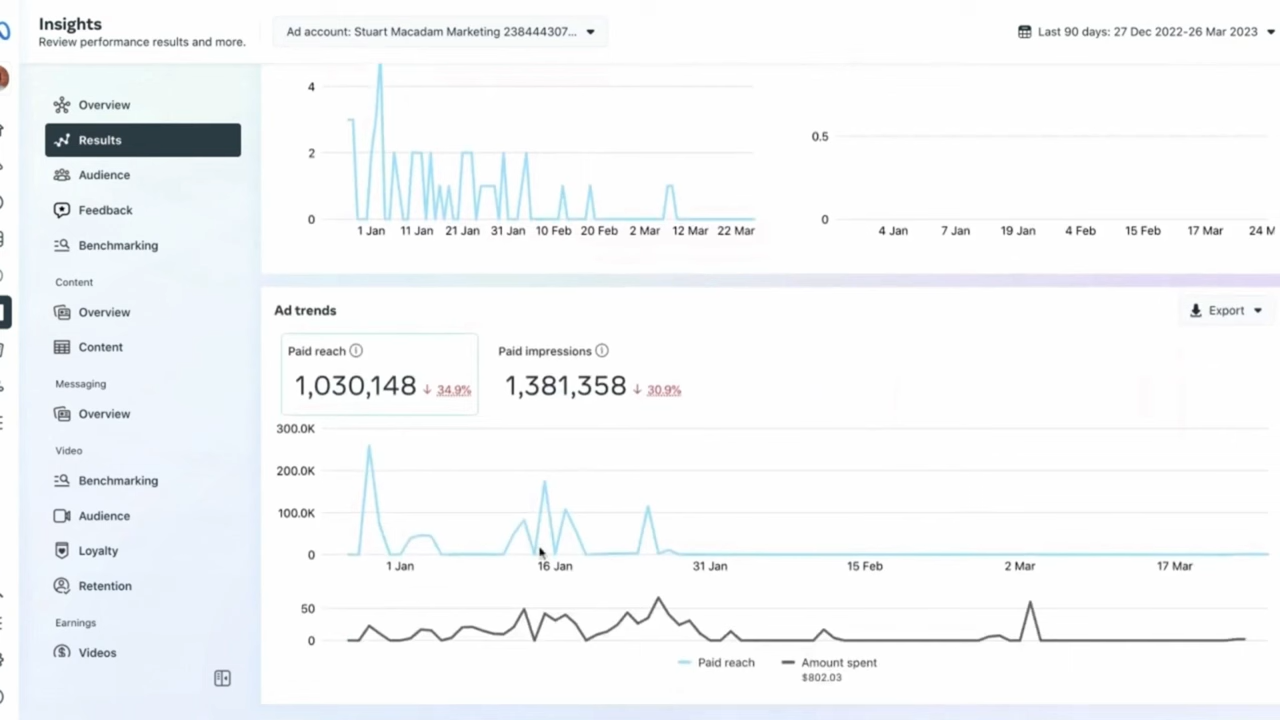 Insights
Review performance results and more.
Ad account: Stuart Macadam Marketing 238444307...
Last 90 days: 27 Dec 2022-26 Mar 2023
Overview
Results
Audience
Feedback
Benchmarking
Content
Overview
Content
Messaging
Overview
Video
Benchmarking
Audience
Loyalty
Retention
Earnings
Videos
4
2
0
1 Jan 11 Jan 21 Jan 31 Jan 10 Feb 20 Feb 2 Mar 12 Mar 22 Mar
0.5
0
4 Jan 7 Jan 19 Jan 4 Feb 15 Feb 17 Mar 24 M
Ad trends
Export
Paid reach
1,030,148 ↓ 34.9%
Paid impressions
1,381,358 ↓ 30.9%
300.0K
200.0K
100.0K
0
1 Jan 16 Jan 31 Jan 15 Feb 2 Mar 17 Mar
50
0
Paid reach
Amount spent
$802.03